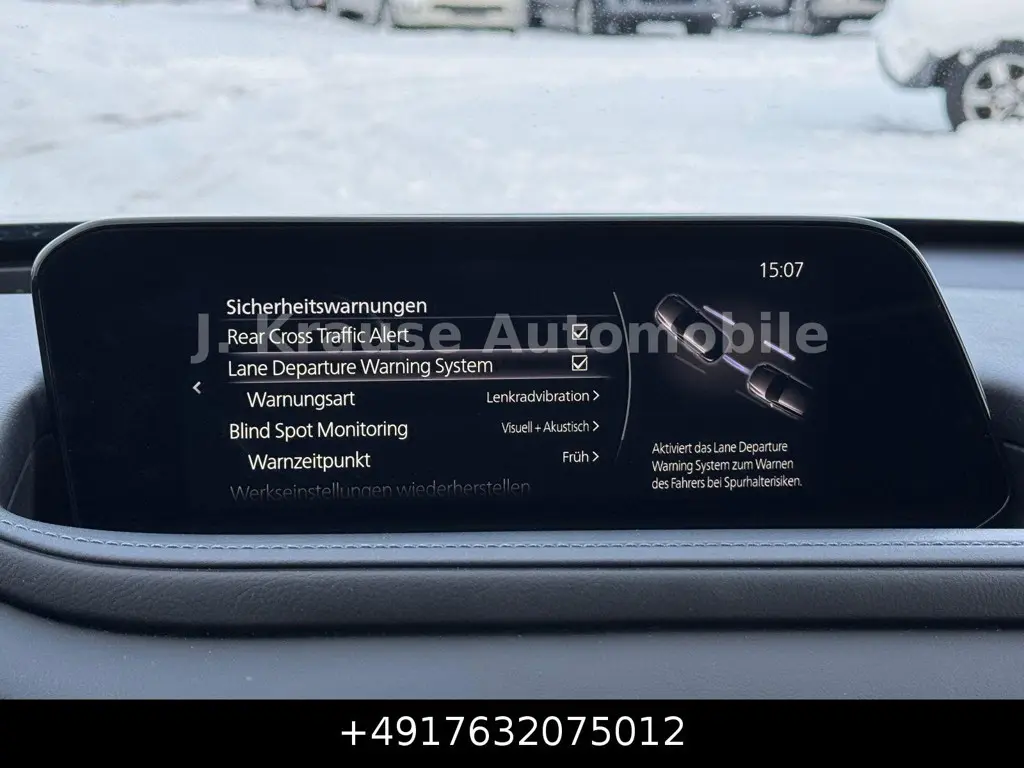 15:07
Sicherheitswarnungen
J. Krause Automobile
Rear Cross Traffic Alert
Lane Departure Warning System
Warnungsart Lenkradvibration >
<
Blind Spot Monitoring Visuell + Akustisch >
Warnzeitpunkt Früh >
Werkseinstellungen wiederherstellen
Aktiviert das Lane Departure
Warning System zum Warnen
des Fahrers bei Spurhalterisiken.
+4917632075012